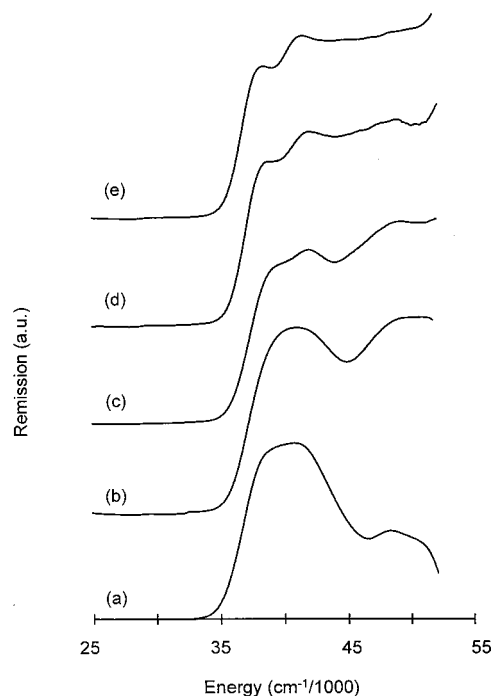 (e)
(d)
(c)
(b)
(a)
Remission (a.u.)
25 35 45 55
Energy (cm⁻¹/1000)